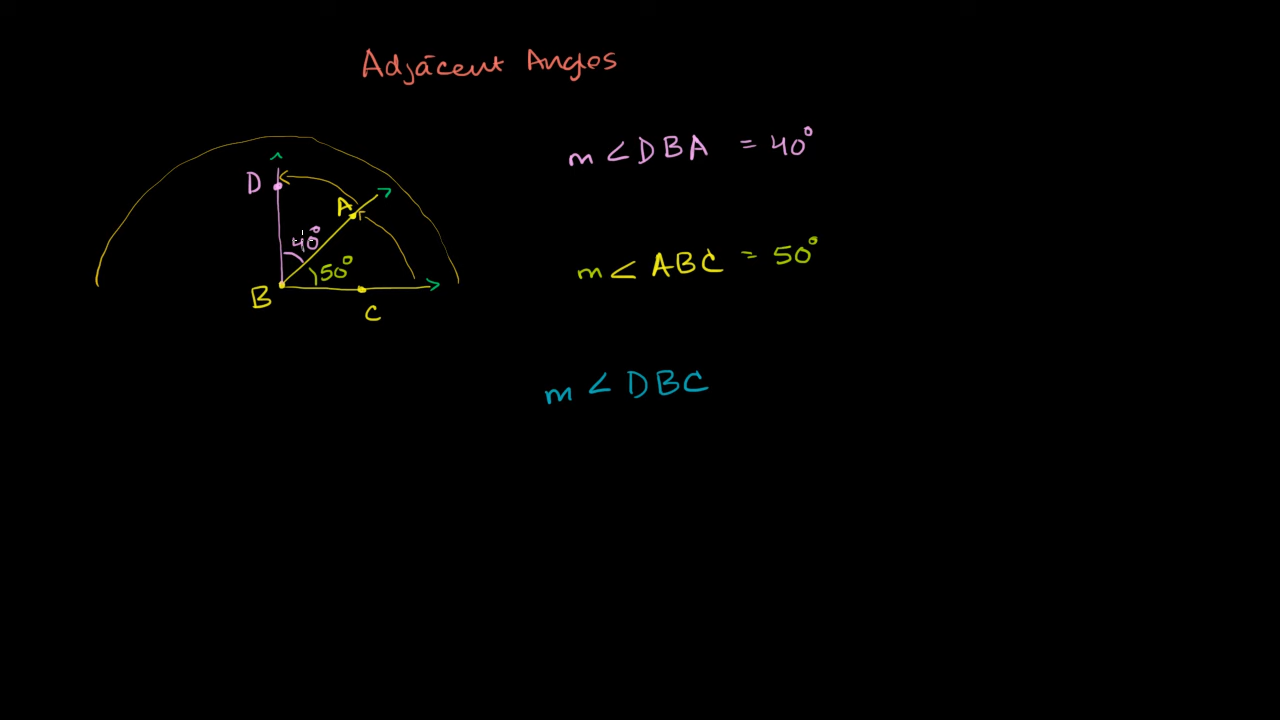 Adjacent Angles
m ∠DBA = 40°
D
A
40°
50°
B
C
m ∠ABC = 50°
m ∠DBC